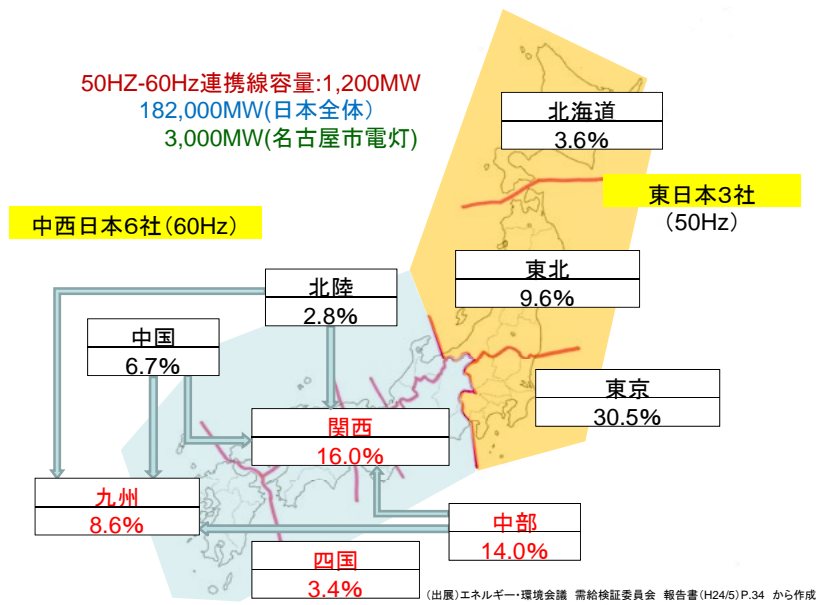 50HZ-60Hz連携線容量:1,200MW
182,000MW(日本全体)
3,000MW(名古屋市電灯)
北海道
3.6%
東日本3社
(50Hz)
中西日本6社(60Hz)
東北
9.6%
北陸
2.8%
中国
6.7%
東京
30.5%
関西
16.0%
九州
8.6%
中部
14.0%
四国
3.4%
(出展)エネルギー・環境会議 需給検証委員会 報告書(H24/5)P.34 から作成